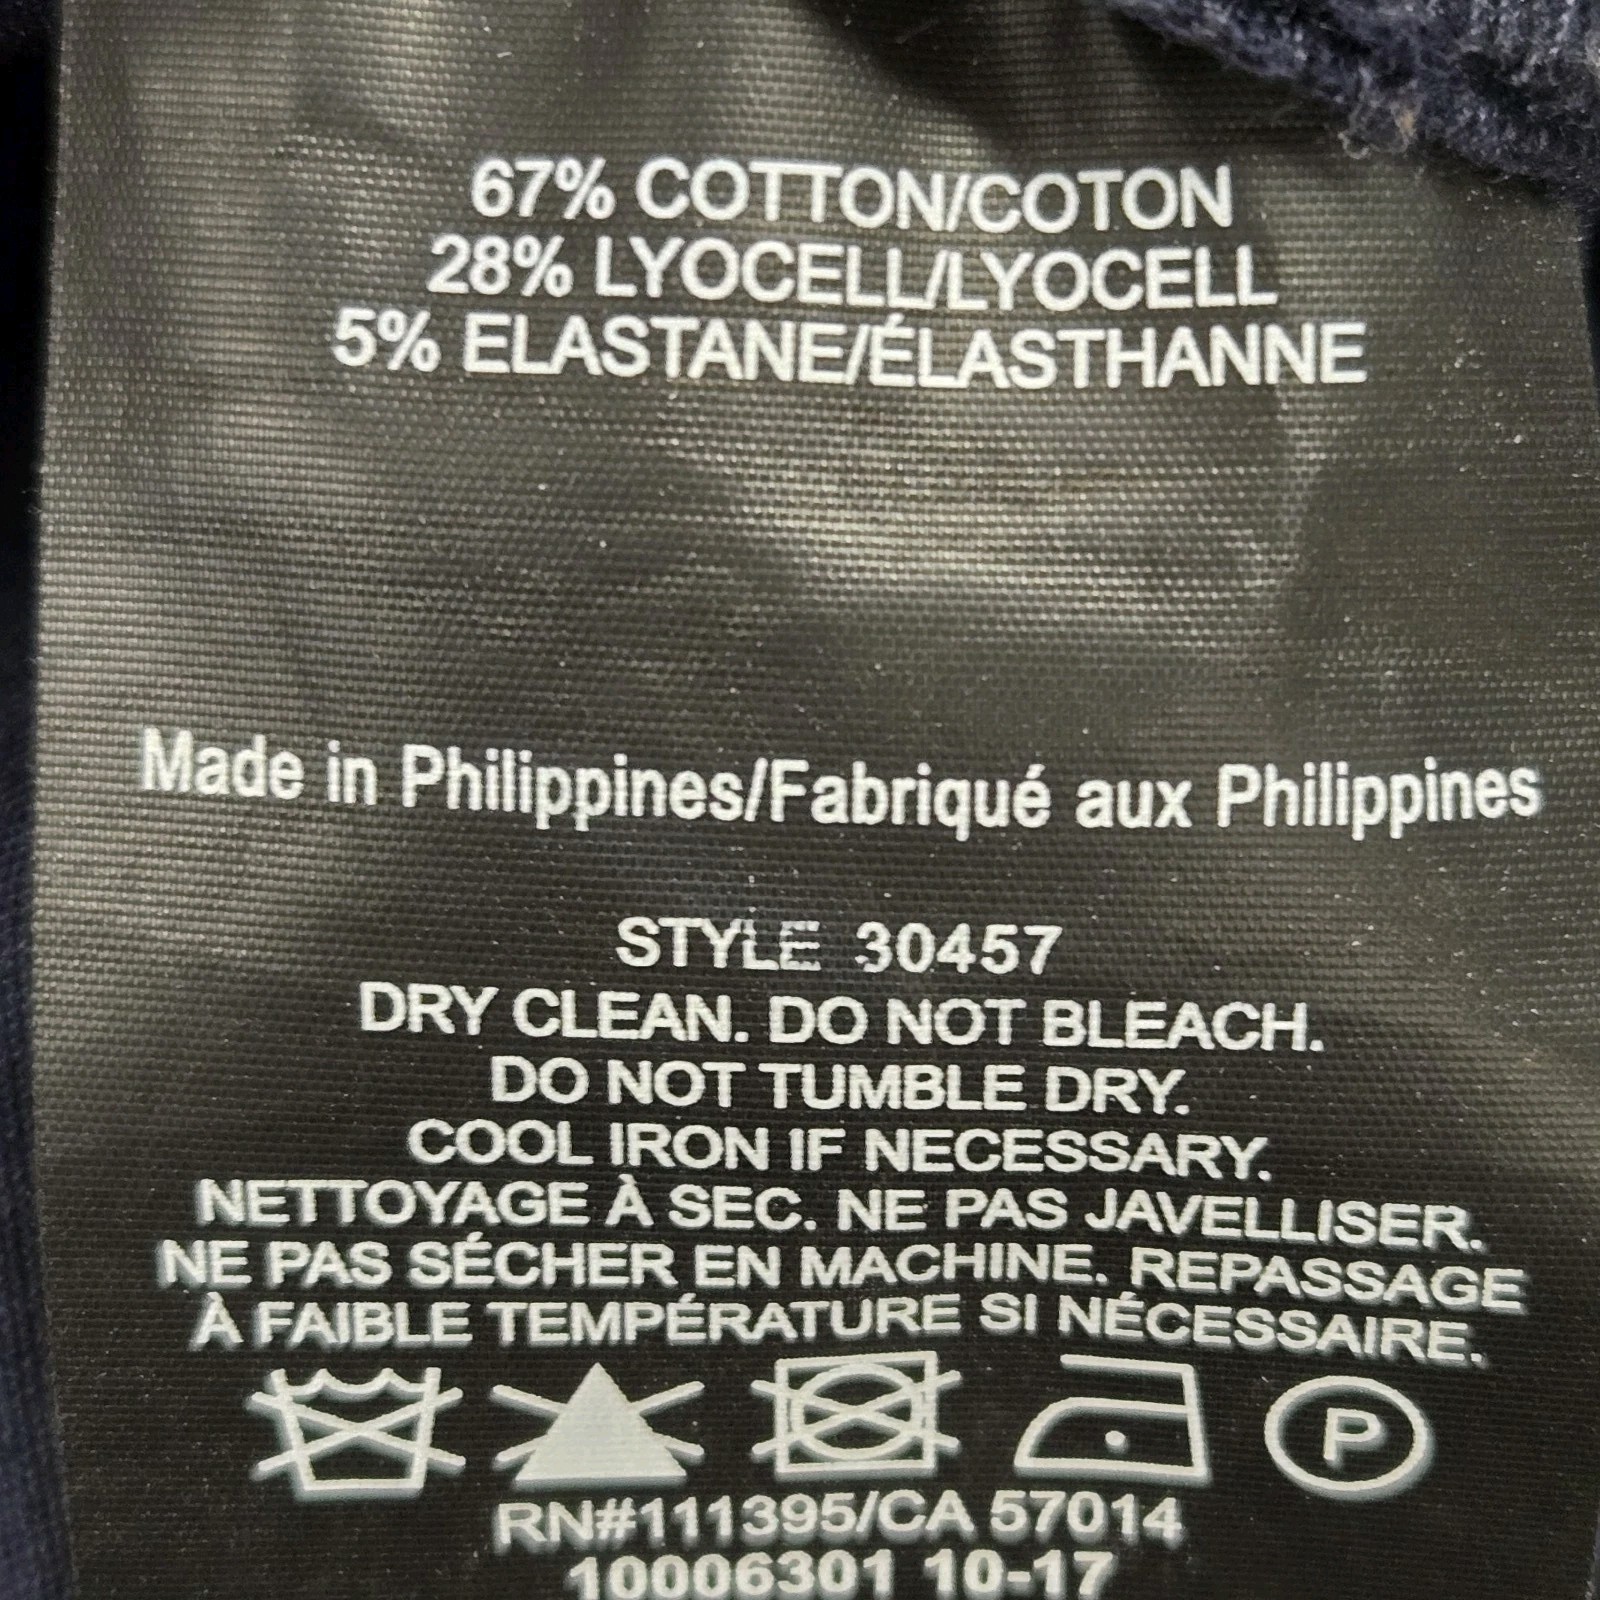 67% COTTON/COTON
28% LYOCELL/LYOCELL
5% ELASTANE/ÉLASTHANNE
Made in Philippines/Fabriqué aux Philippines
STYLE 30457
DRY CLEAN. DO NOT BLEACH.
DO NOT TUMBLE DRY.
COOL IRON IF NECESSARY.
NETTOYAGE À SEC. NE PAS JAVELLISER.
NE PAS SÉCHER EN MACHINE. REPASSAGE
À FAIBLE TEMPÉRATURE SI NÉCESSAIRE.
P
RN#111395/CA 57014
10006301 10-17